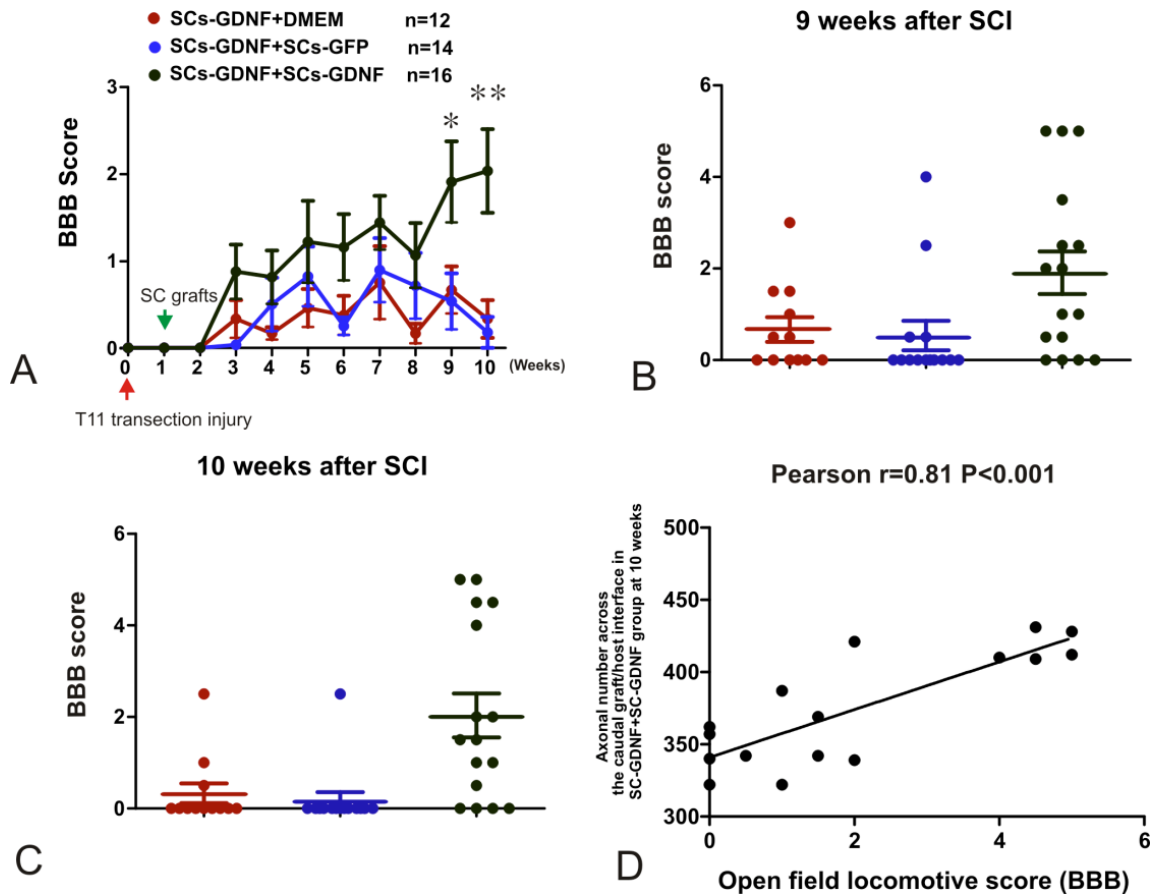 SCs-GDNF+DMEM n=12
SCs-GDNF+SCs-GFP n=14
SCs-GDNF+SCs-GDNF n=16
BBB Score
3
2
1
0
* **
SC grafts
0 1 2 3 4 5 6 7 8 9 10 (Weeks)
T11 transection injury
A
9 weeks after SCI
BBB score
6
4
2
0
B
10 weeks after SCI
BBB score
6
4
2
0
C
Pearson r=0.81 P<0.001
Axonal number across
the caudal graft/host interface in
SC-GDNF+SC-GDNF group at 10 weeks
500
450
400
350
300
0 2 4 6
Open field locomotive score (BBB)
D